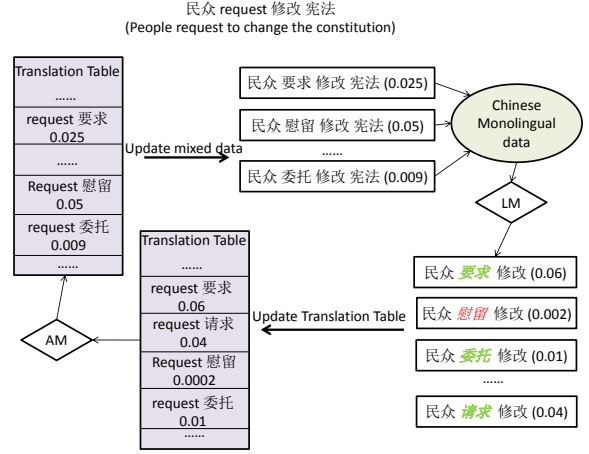 民众 request 修改 宪法
(People request to change the constitution)
Translation Table
……
request 要求
0.025
……
Request 慰留
0.05
request 委托
0.009
……
Update mixed data
民众 要求 修改 宪法 (0.025)
民众 慰留 修改 宪法 (0.05)
……
民众 委托 修改 宪法 (0.009)
Chinese
Monolingual
data
LM
民众 要求 修改 (0.06)
民众 慰留 修改 (0.002)
民众 委托 修改 (0.01)
……
民众 请求 修改 (0.04)
Update Translation Table
Translation Table
……
request 要求
0.06
request 请求
0.04
Request 慰留
0.0002
request 委托
0.01
……
AM